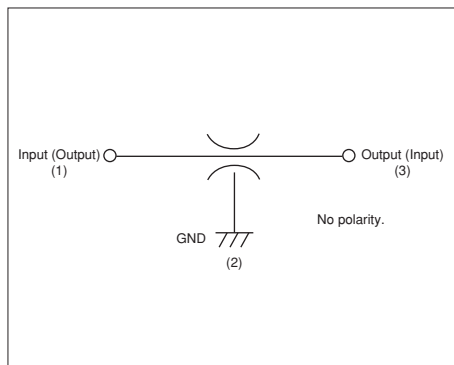 Input (Output)
(1)
Output (Input)
(3)
No polarity.
GND
(2)